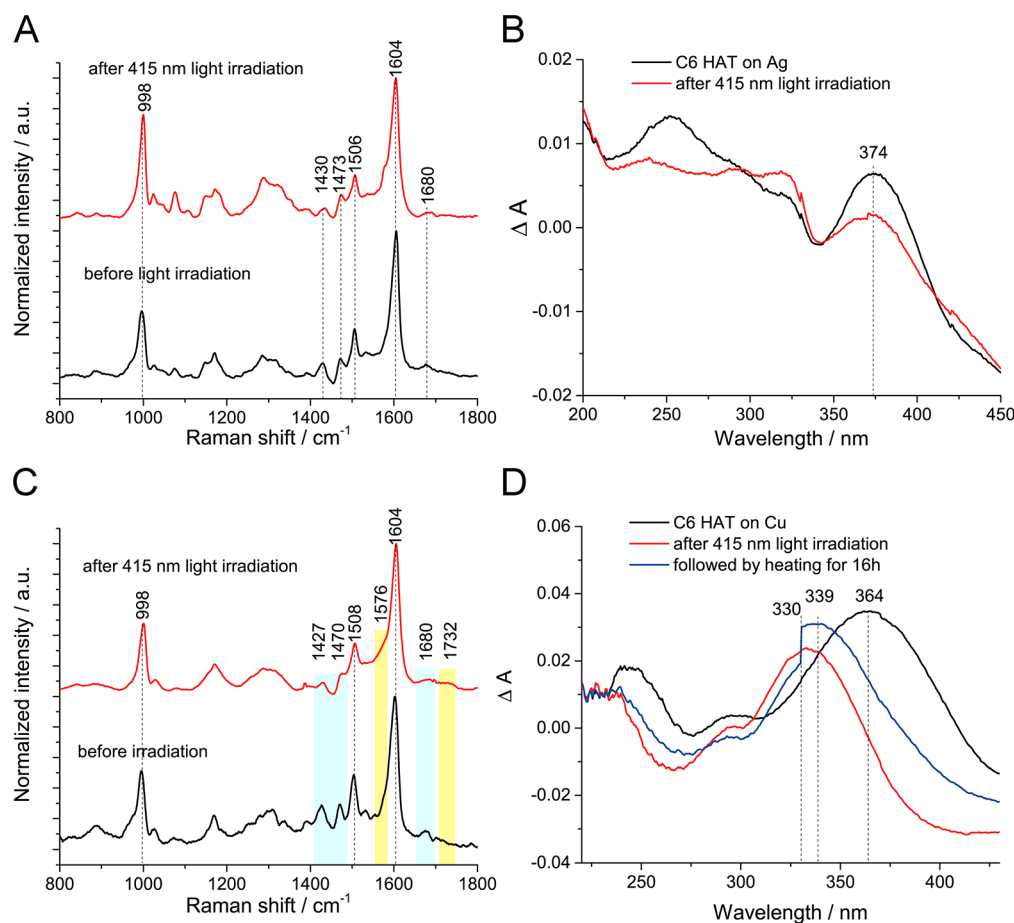 A
after 415 nm light irradiation
998
1430
1473
1506
1604
1680
before light irradiation
Normalized intensity / a.u.
800 1000 1200 1400 1600 1800
Raman shift / cm⁻¹
B
C6 HAT on Ag
after 415 nm light irradiation
374
0.02
0.01
0.00
-0.01
-0.02
Δ A
200 250 300 350 400 450
Wavelength / nm
C
after 415 nm light irradiation
998
1427
1470
1508
1576
1604
1680
1732
before irradiation
Normalized intensity / a.u.
800 1000 1200 1400 1600 1800
Raman shift / cm⁻¹
D
C6 HAT on Cu
after 415 nm light irradiation
followed by heating for 16h
330 339 364
0.06
0.04
0.02
0.00
-0.02
-0.04
Δ A
250 300 350 400
Wavelength / nm